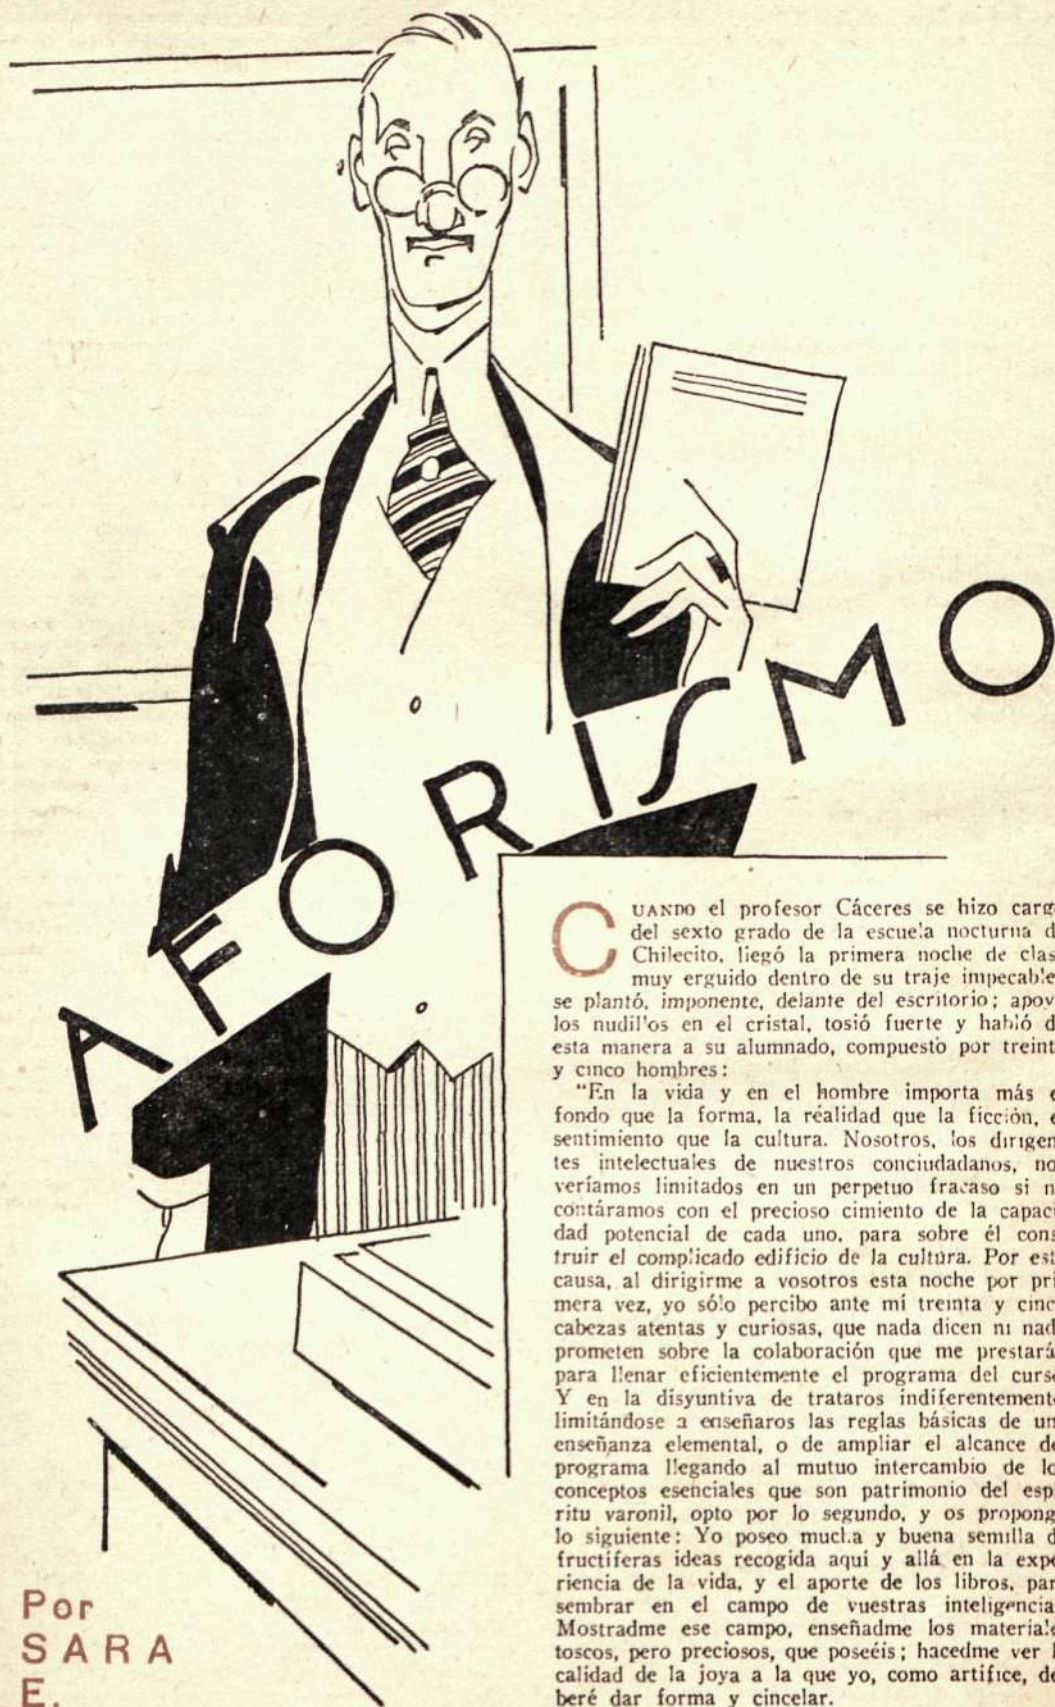 AFORISMO
CUANDO el profesor Cáceres se hizo carg
del sexto grado de la escuela nocturna d
Chilecito, llegó la primera noche de clas
muy erguido dentro de su traje impecable
se plantó, imponente, delante del escritorio; apoy
los nudillos en el cristal, tosió fuerte y habló d
esta manera a su alumnado, compuesto por treint
y cinco hombres:
"En la vida y en el hombre importa más e
fondo que la forma, la réalidad que la ficción, e
sentimiento que la cultura. Nosotros, los dirigen
tes intelectuales de nuestros conciudadanos, no
veríamos limitados en un perpetuo fracaso si n
contáramos con el precioso cimiento de la capaci
dad potencial de cada uno, para sobre él cons
truir el complicado edificio de la cultura. Por est
causa, al dirigirme a vosotros esta noche por pri
mera vez, yo sólo percibo ante mí treinta y cinc
cabezas atentas y curiosas, que nada dicen ni nad
prometen sobre la colaboración que me prestará
para llenar eficientemente el programa del curs
Y en la disyuntiva de trataros indiferentement
limitándose a enseñaros las reglas básicas de un
enseñanza elemental, o de ampliar el alcance de
programa llegando al mutuo intercambio de lo
conceptos esenciales que son patrimonio del esp
ritu varonil, opto por lo segundo, y os propong
lo siguiente: Yo poseo mucha y buena semilla d
fructíferas ideas recogida aquí y allá en la expe
riencia de la vida, y el aporte de los libros, par
sembrar en el campo de vuestras inteligencia
Mostradme ese campo, enseñadme los materiale
toscos, pero preciosos, que poseéis; hacedme ver l
calidad de la joya a la que yo, como artífice, de
beré dar forma y cincelar.
Por
SARA
E.